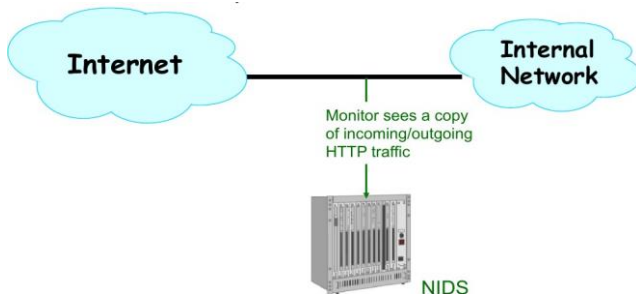 Internet
Internal
Network
Monitor sees a copy
of incoming/outgoing
HTTP traffic
NIDS